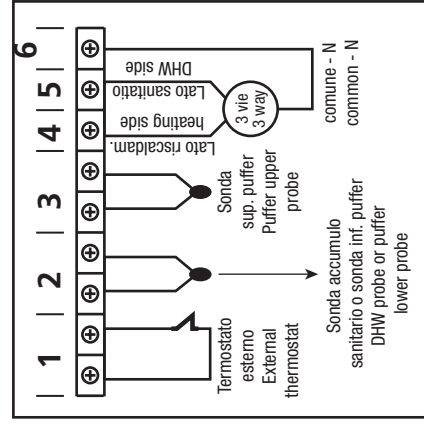 1
2
3
4
5
6
Termostato
esterno
External
thermostat
Sonda accumulo
sanitario o sonda inf. puffer
DHW probe or puffer
lower probe
Sonda
sup. puffer
Puffer upper
probe
Lato riscaldam.
heating side
Lato sanitatio
DHW side
3 vie
3 way
comune - N
common - N